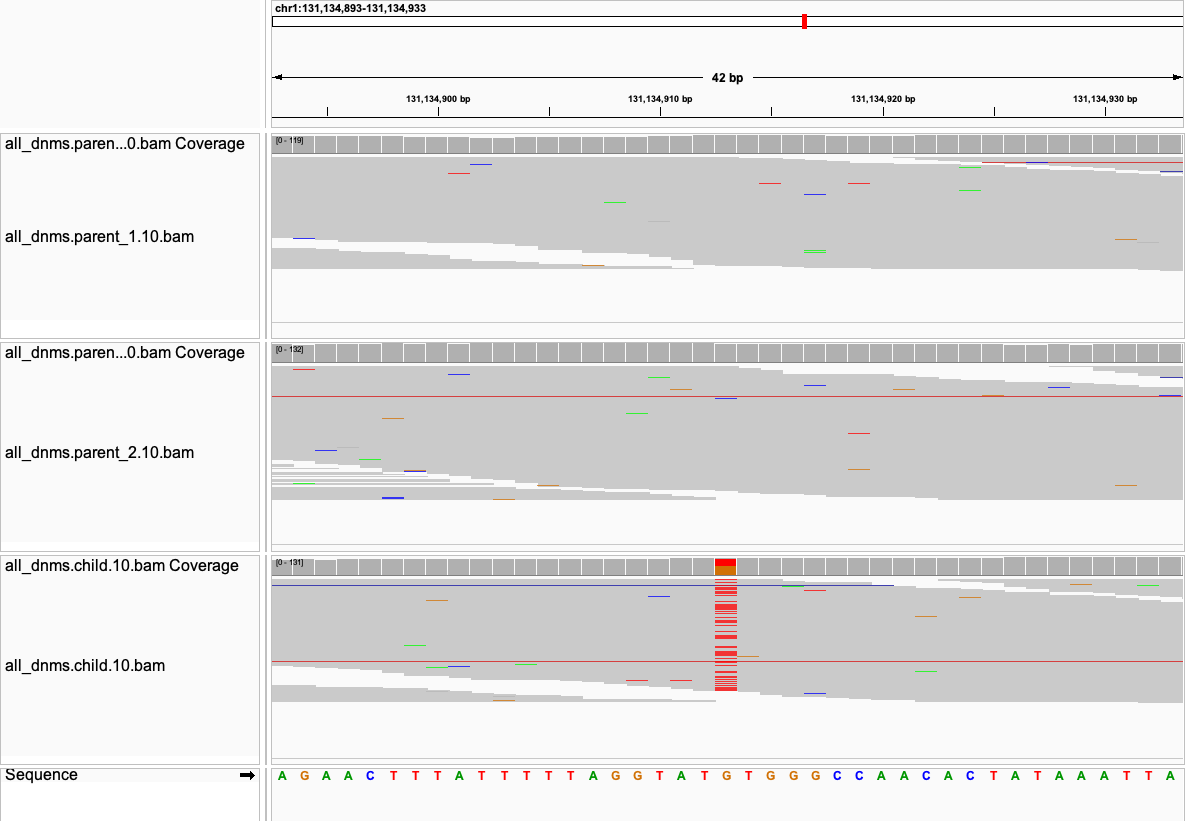 chr1:131,134,893-131,134,933
42 bp
131,134,900 bp 131,134,910 bp 131,134,920 bp 131,134,930 bp
all_dnms.paren...0.bam Coverage
[0 - 119]
all_dnms.parent_1.10.bam
all_dnms.paren...0.bam Coverage
[0 - 132]
all_dnms.parent_2.10.bam
all_dnms.child.10.bam Coverage
[0 - 131]
all_dnms.child.10.bam
Sequence A G A A C T T T A T T T T T A G G T A T G T G G G C C A A C A C T A T A A A T T A